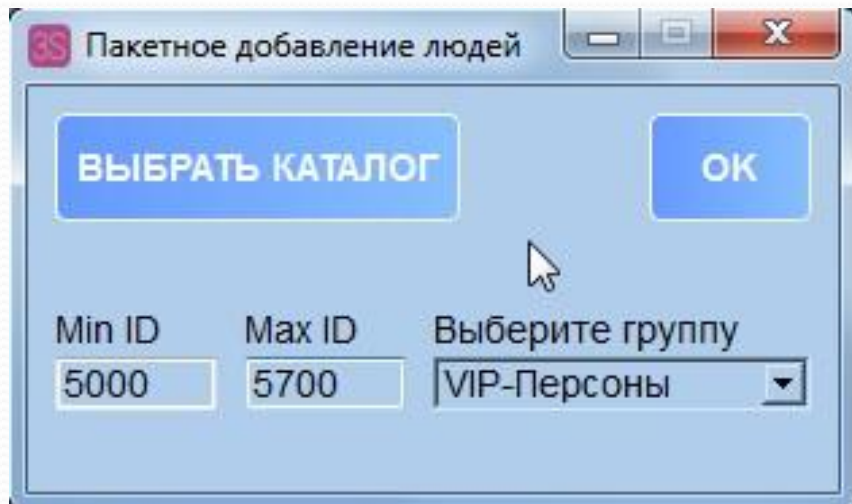 3S Пакетное добавление людей
ВЫБРАТЬ КАТАЛОГ OK
Min ID Max ID Выберите группу
5000 5700 VIP-Персоны